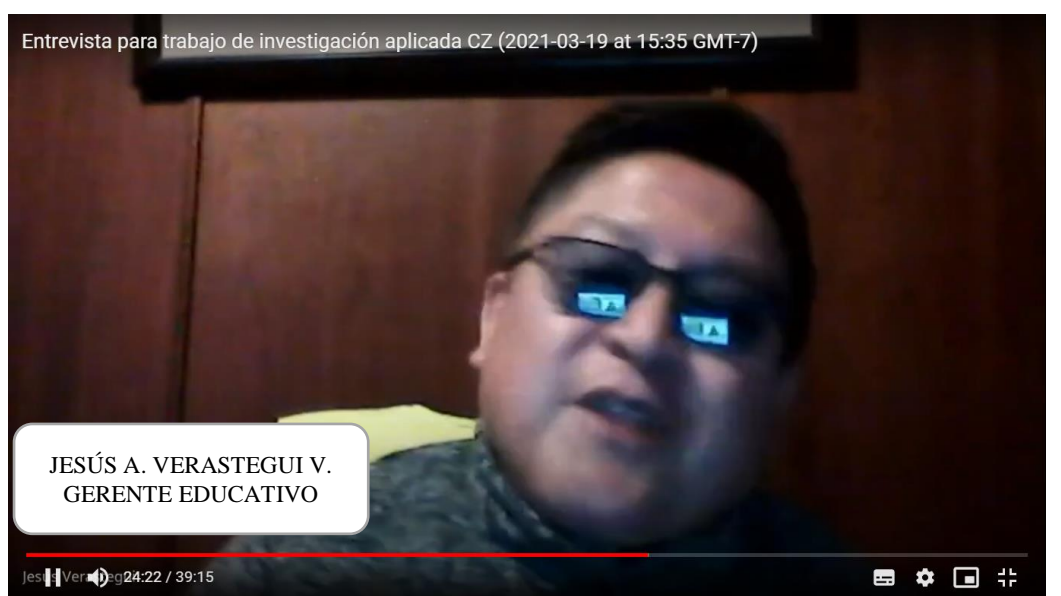 Entrevista para trabajo de investigación aplicada CZ (2021-03-19 at 15:35 GMT-7)
JESÚS A. VERASTEGUI V.
GERENTE EDUCATIVO
24:22 / 39:15